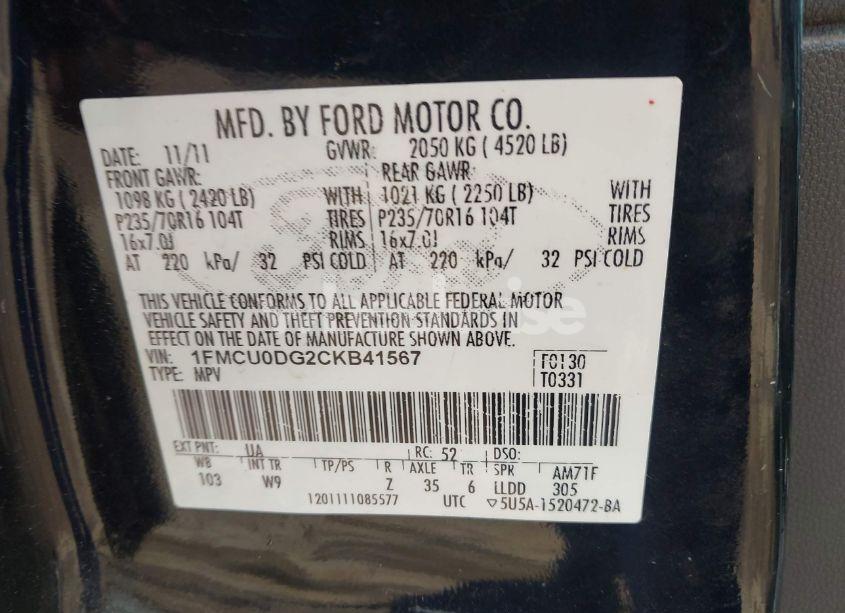 MFD. BY FORD MOTOR CO.
DATE: 11/11 GVWR: 2050 KG ( 4520 LB)
FRONT GAWR: REAR GAWR:
1098 KG ( 2420 LB) WITH 1021 KG ( 2250 LB) WITH
P235/70R16 104T TIRES P235/70R16 104T TIRES
16x7.0J RIMS 16x7.0J RIMS
AT 220 kPa/ 32 PSI COLD AT 220 kPa/ 32 PSI COLD
THIS VEHICLE CONFORMS TO ALL APPLICABLE FEDERAL MOTOR
VEHICLE SAFETY AND THEFT PREVENTION STANDARDS IN
EFFECT ON THE DATE OF MANUFACTURE SHOWN ABOVE.
VIN: 1FMCU0DG2CKB41567 F0130
TYPE: MPV T0331
EXT PNT: UA RC: 52 DSO:
WB INT TR TP/PS R AXLE TR SPR AM71F
103 W9 Z 35 6 LLDD 305
1201111085577 UTC ▽5U5A-1520472-BA